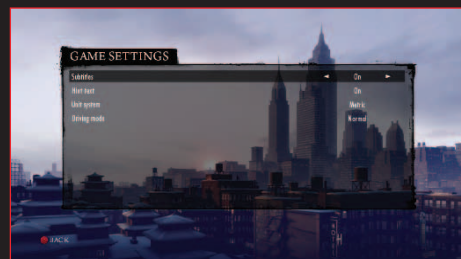 GAME SETTINGS
Subtitles On
Hint text On
Unit system Metric
Driving mode Normal
BACK